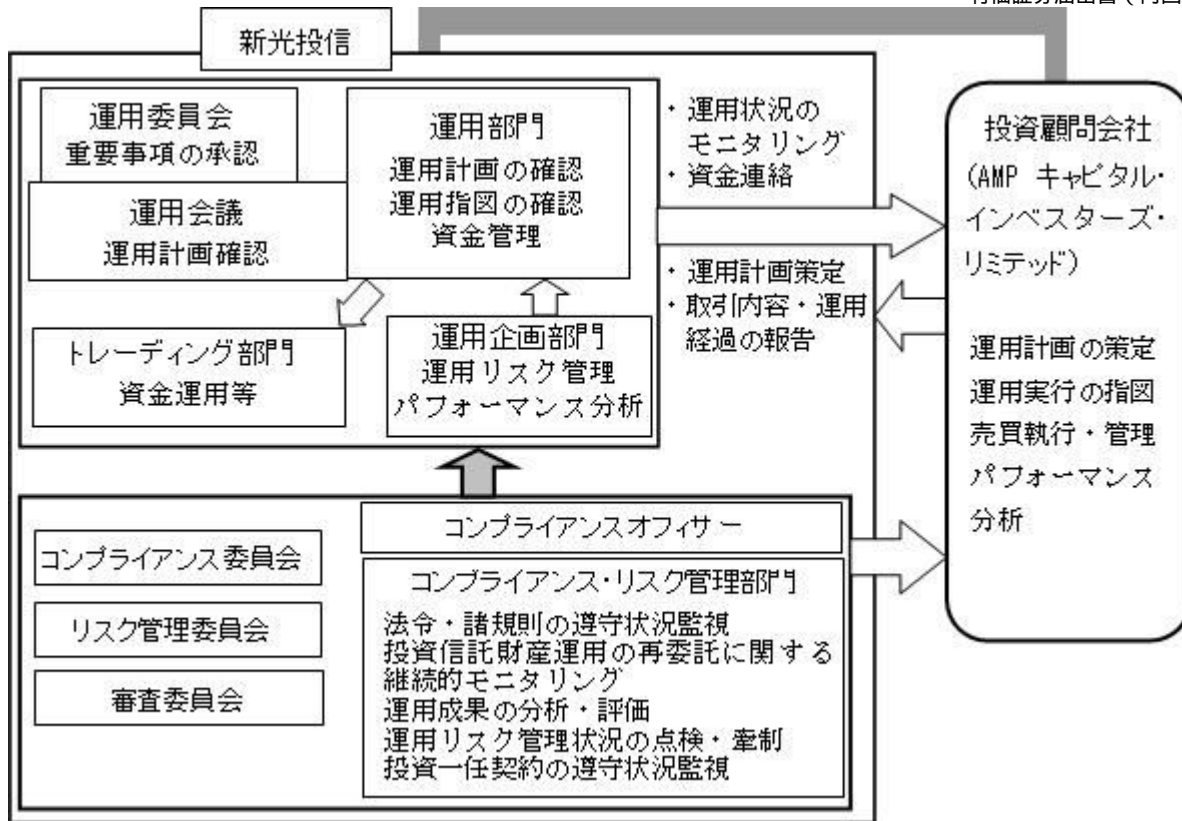 新光投信
運用委員会
重要事項の承認
運用会議
運用計画確認
運用部門
運用計画の確認
運用指図の確認
資金管理
トレーディング部門
資金運用等
運用企画部門
運用リスク管理
パフォーマンス分析
・運用状況の
モニタリング
・資金連絡
・運用計画策定
・取引内容・運用
経過の報告
投資顧問会社
(AMP キャピタル・
インベスターズ・
リミテッド)
運用計画の策定
運用実行の指図
売買執行・管理
パフォーマンス
分析
コンプライアンス委員会
リスク管理委員会
審査委員会
コンプライアンスオフィサー
コンプライアンス・リスク管理部門
法令・諸規則の遵守状況監視
投資信託財産運用の再委託に関する
継続的モニタリング
運用成果の分析・評価
運用リスク管理状況の点検・牽制
投資一任契約の遵守状況監視